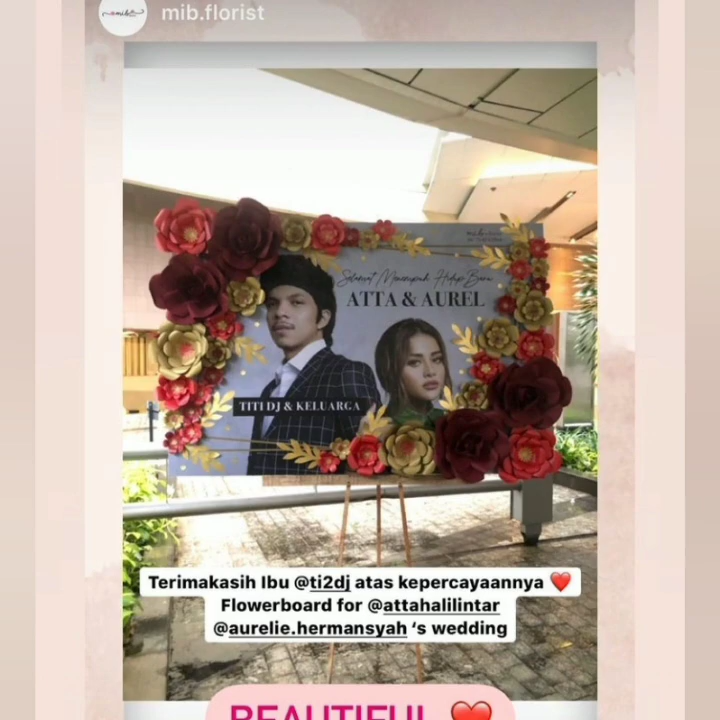 mib.florist
Selamat Menempuh Hidup Baru
ATTA & AUREL
TITI DJ & KELUARGA
Terimakasih Ibu @ti2dj atas kepercayaannya ❤️
Flowerboard for @attahalilintar
@aurelie.hermansyah ‘s wedding
BEAUTIFUL ❤️